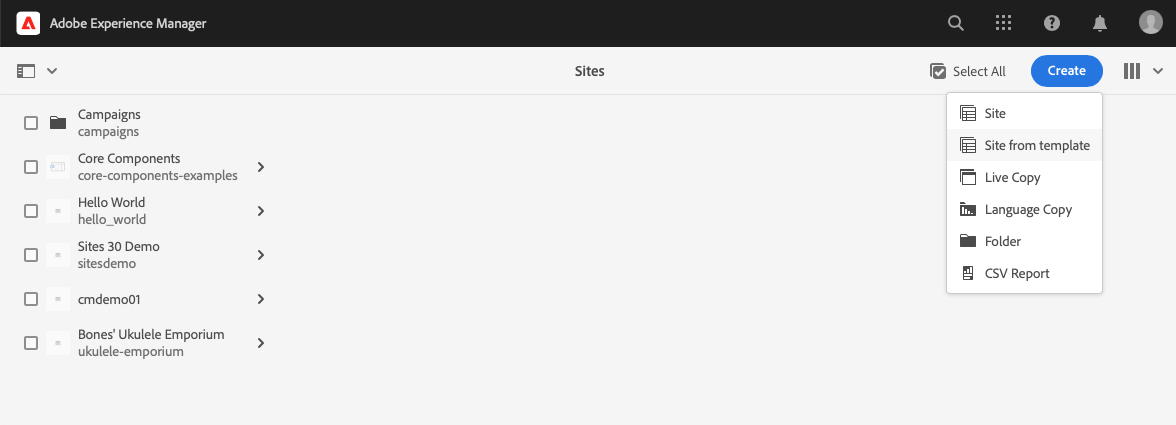 Adobe Experience Manager
Sites
Select All
Create
Campaigns
campaigns
Core Components
core-components-examples
Hello World
hello_world
Sites 30 Demo
sitesdemo
cmdemo01
Bones' Ukulele Emporium
ukulele-emporium
Site
Site from template
Live Copy
Language Copy
Folder
CSV Report